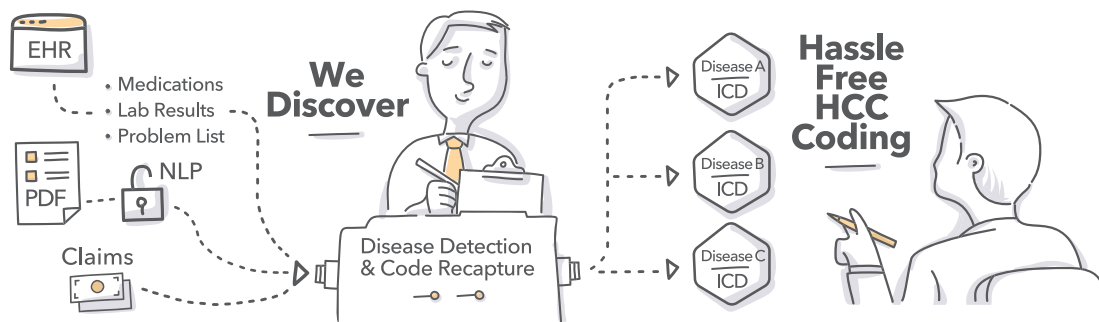 EHR
• Medications
• Lab Results
• Problem List
PDF
NLP
Claims
We
Discover
Disease Detection
& Code Recapture
Disease A
ICD
Disease B
ICD
Disease C
ICD
Hassle
Free
HCC
Coding